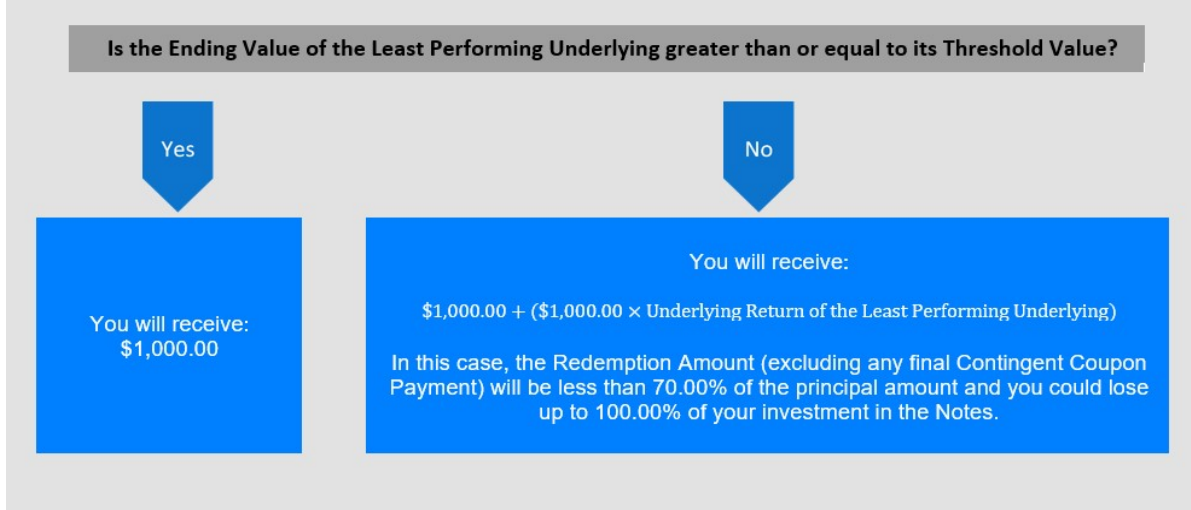 Is the Ending Value of the Least Performing Underlying greater than or equal to its Threshold Value?
Yes
No
You will receive:
$1,000.00
You will receive:
$1,000.00 + ($1,000.00 × Underlying Return of the Least Performing Underlying)
In this case, the Redemption Amount (excluding any final Contingent Coupon
Payment) will be less than 70.00% of the principal amount and you could lose
up to 100.00% of your investment in the Notes.